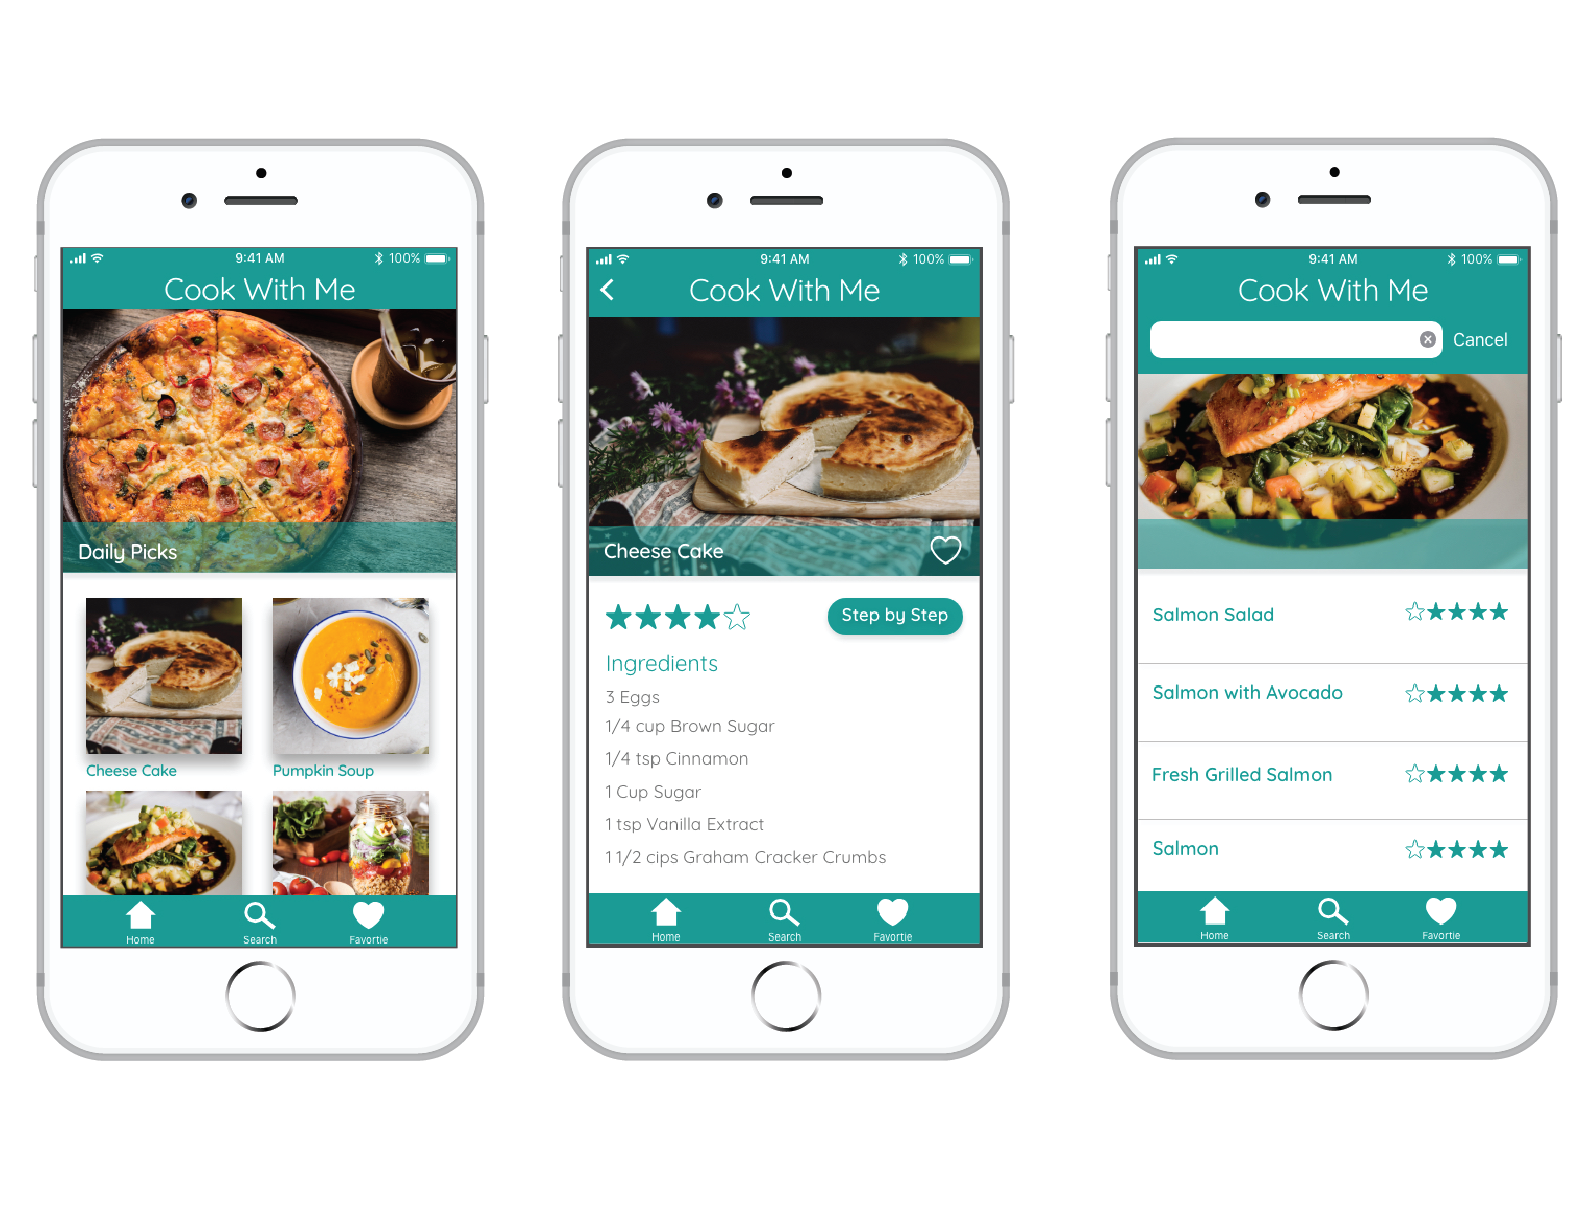 9:41 AM
100%
Cook With Me
Daily Picks
Cheese Cake
Pumpkin Soup
Home
Search
Favortie
9:41 AM
100%
Cook With Me
Cheese Cake
Step by Step
Ingredients
3 Eggs
1/4 cup Brown Sugar
1/4 tsp Cinnamon
1 Cup Sugar
1 tsp Vanilla Extract
1 1/2 cips Graham Cracker Crumbs
Home
Search
Favortie
9:41 AM
100%
Cook With Me
Cancel
Salmon Salad
Salmon with Avocado
Fresh Grilled Salmon
Salmon
Home
Search
Favortie